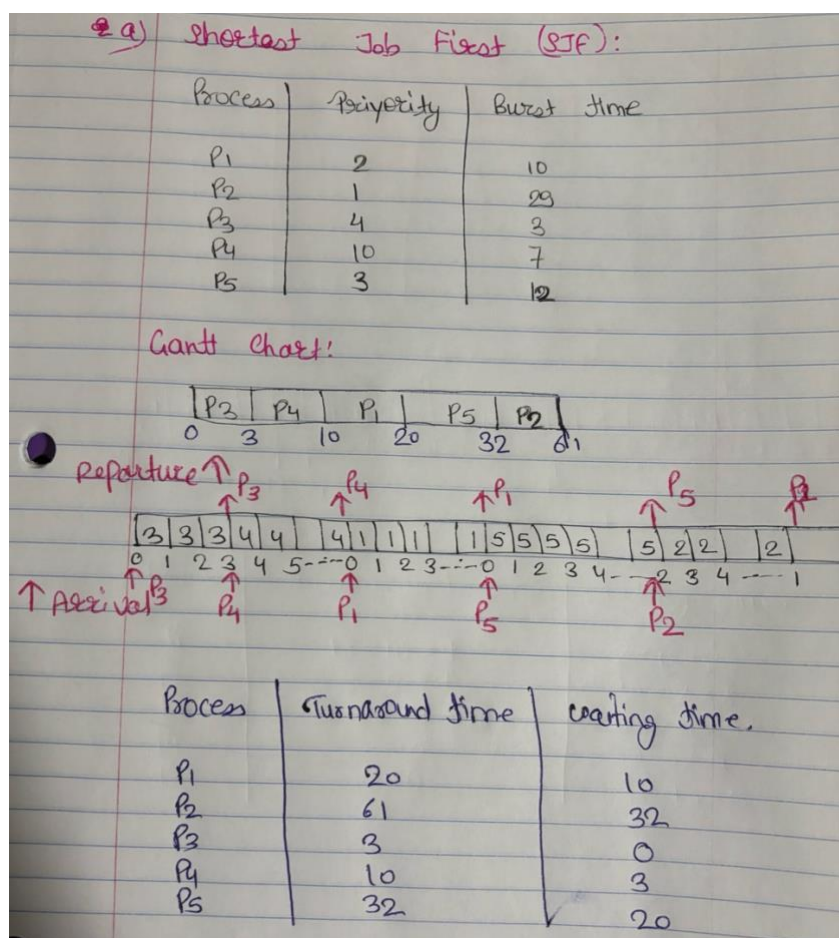 a) Shortest Job First (SJF):
Process Priyority Burst time
P1 2 10
P2 1 29
P3 4 3
P4 10 7
P5 3 12
Gantt Chart:
P3 P4 P1 P5 P2
0 3 10 20 32 61
Departure ↑ P3 P4 P1 P5
3 3 3 4 4 4 1 1 1 1 5 5 5 5 5 2 2 2
0 1 2 3 4 5----0 1 2 3----0 1 2 3 4----2 3 4----1
↑ Arrival P3 P4 P1 P5 P2
Process Turnaround time waiting time.
P1 20 10
P2 61 32
P3 3 0
P4 10 3
P5 32 20